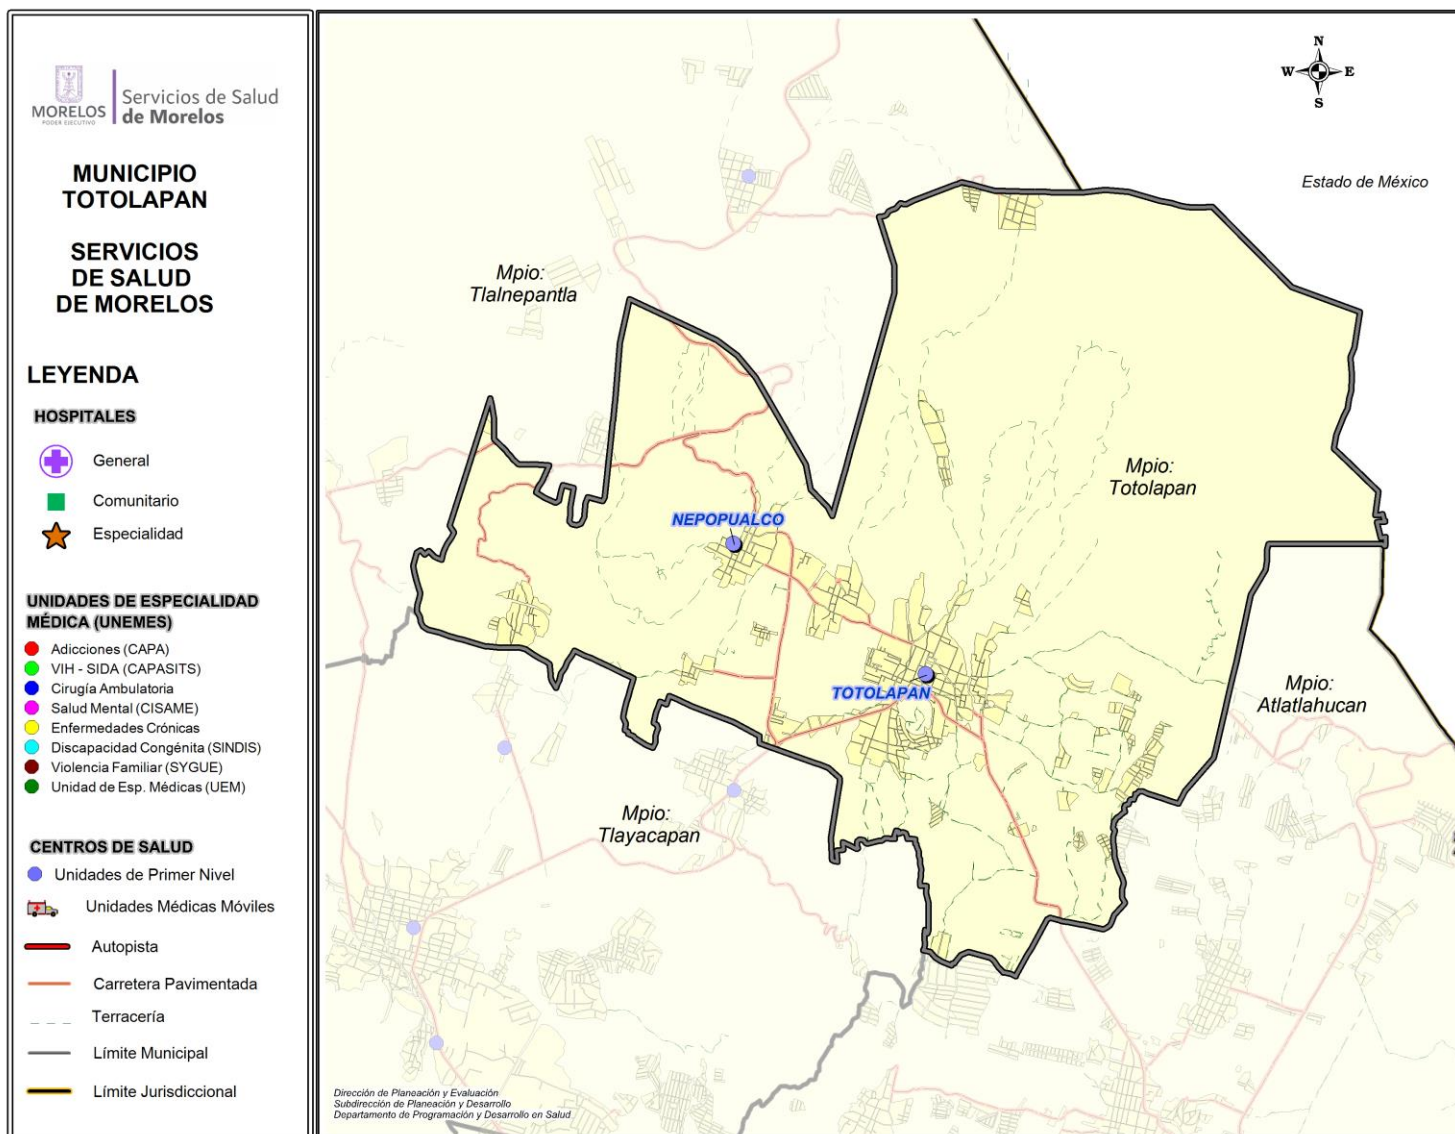 MORELOS
PODER EJECUTIVO
Servicios de Salud
de Morelos
MUNICIPIO
TOTOLAPAN
SERVICIOS
DE SALUD
DE MORELOS
LEYENDA
HOSPITALES
General
Comunitario
Especialidad
UNIDADES DE ESPECIALIDAD
MÉDICA (UNEMES)
Adicciones (CAPA)
VIH - SIDA (CAPASITS)
Cirugía Ambulatoria
Salud Mental (CISAME)
Enfermedades Crónicas
Discapacidad Congénita (SINDIS)
Violencia Familiar (SYGUE)
Unidad de Esp. Médicas (UEM)
CENTROS DE SALUD
Unidades de Primer Nivel
Unidades Médicas Móviles
Autopista
Carretera Pavimentada
Terracería
Límite Municipal
Límite Jurisdiccional
N
W E
S
Estado de México
Mpio:
Tlalnepantla
Mpio:
Totolapan
NEPOPUALCO
TOTOLAPAN
Mpio:
Atlatlahucan
Mpio:
Tlayacapan
Dirección de Planeación y Evaluación
Subdirección de Planeación y Desarrollo
Departamento de Programación y Desarrollo en Salud